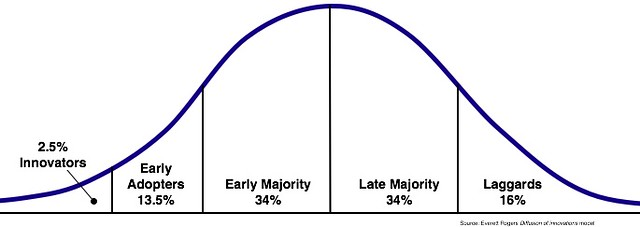 2.5%
Innovators
Early
Adopters
13.5%
Early Majority
34%
Late Majority
34%
Laggards
16%
Source: Everett Rogers Diffusion of innovations model